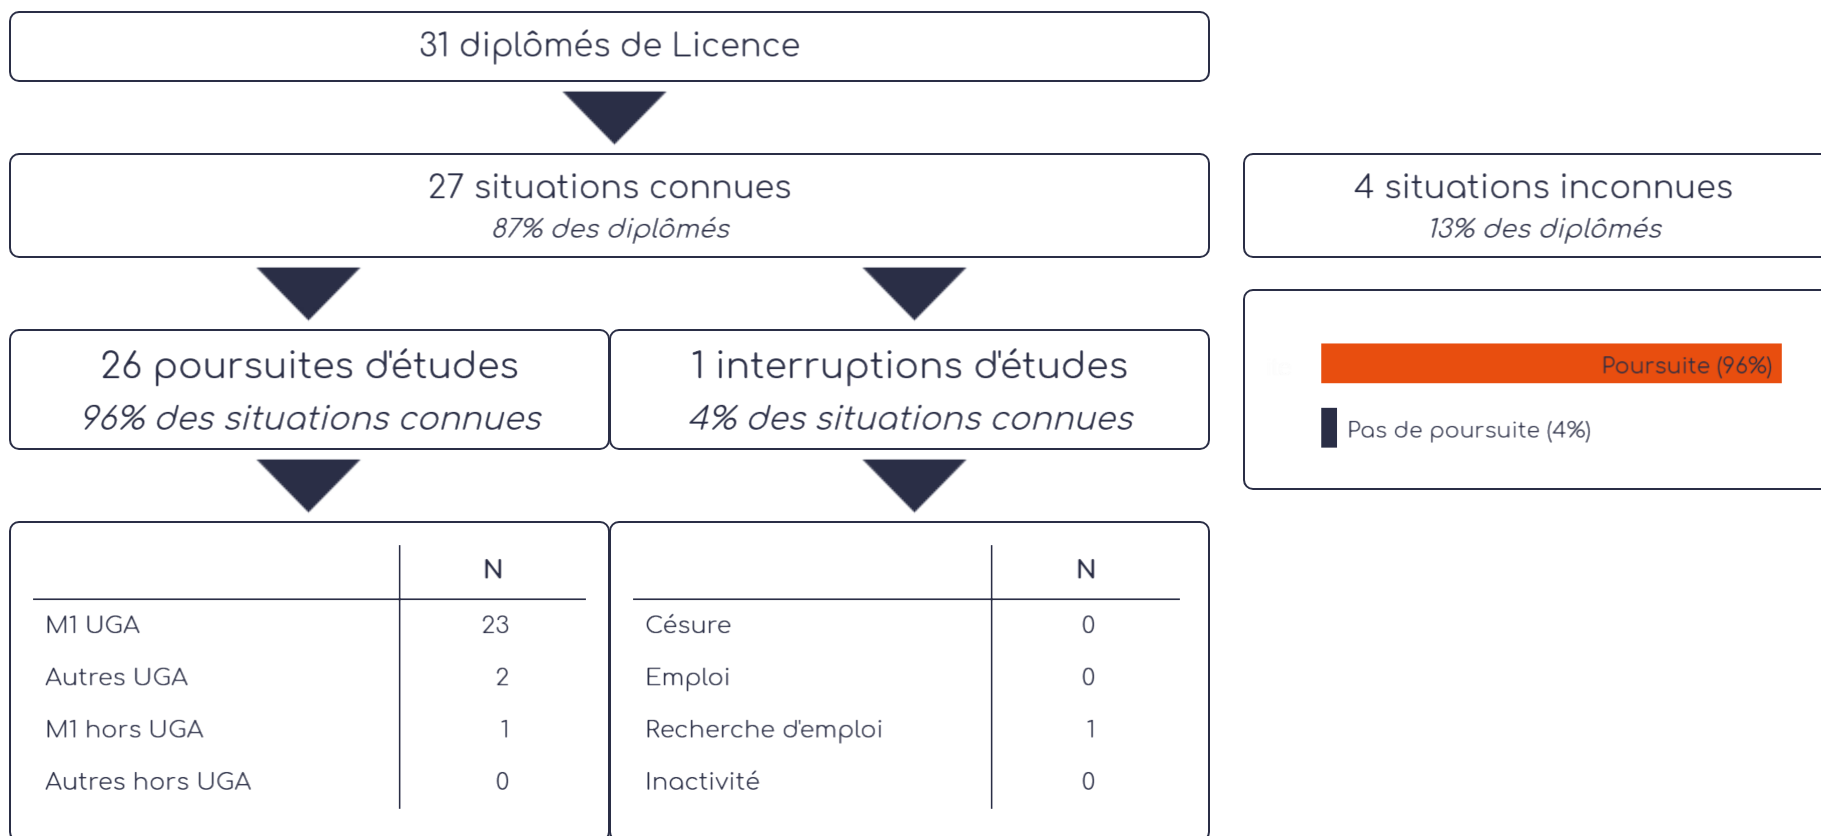 31 diplômés de Licence
27 situations connues
87% des diplômés
4 situations inconnues
13% des diplômés
26 poursuites d'études
96% des situations connues
1 interruptions d'études
4% des situations connues
Poursuite (96%)
Pas de poursuite (4%)
N
M1 UGA 23
Autres UGA 2
M1 hors UGA 1
Autres hors UGA 0
N
Césure 0
Emploi 0
Recherche d'emploi 1
Inactivité 0